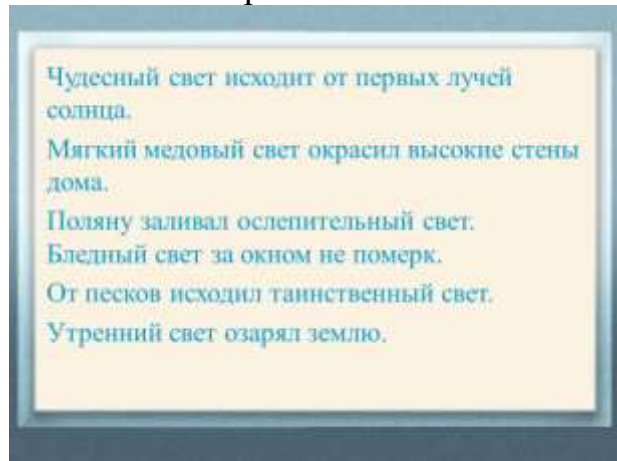 Чудесный свет исходит от первых лучей
солнца.
Мягкий медовый свет окрасил высокие стены
дома.
Поляну заливал ослепительный свет.
Бледный свет за окном не померк.
От песков исходил таинственный свет.
Утренний свет озарял землю.